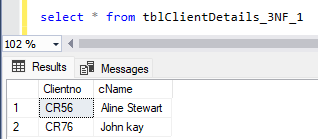 select * from tblClientDetails_3NF_1
102 %
Results Messages
Clientno cName
1 CR56 Aline Stewart
2 CR76 John kay